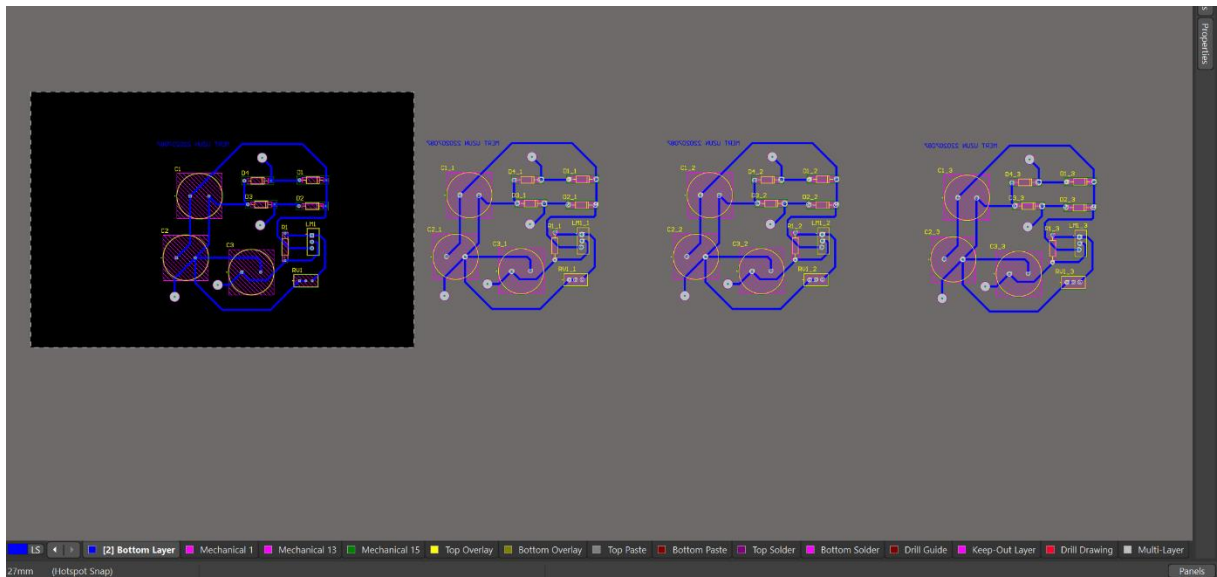 Properties
C1
D4
D1
D3
D2
R1
LM1
C2
C3
RV1
C1_1
D4_1
D1_1
D3_1
D2_1
R1_1
LM1_1
C2_1
C3_1
RV1_1
C1_2
D4_2
D1_2
D3_2
D2_2
R1_2
LM1_2
C2_2
C3_2
RV1_2
C1_3
D4_3
D1_3
D3_3
D2_3
R1_3
LM1_3
C2_3
C3_3
RV1_3
LS [2] Bottom Layer Mechanical 1 Mechanical 13 Mechanical 15 Top Overlay Bottom Overlay Top Paste Bottom Paste Top Solder Bottom Solder Drill Guide Keep-Out Layer Drill Drawing Multi-Layer
27mm (Hotspot Snap) Panels